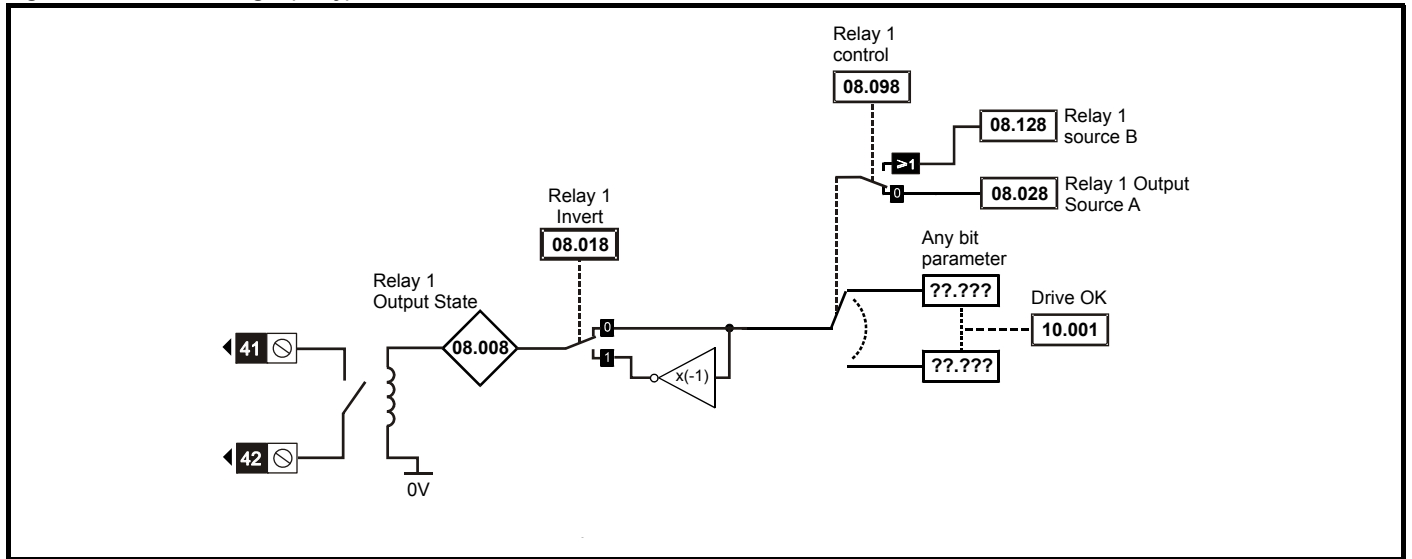 Relay 1
control
08.098
08.128
Relay 1
source B
>1
0
08.028
Relay 1 Output
Source A
Relay 1
Invert
08.018
Any bit
parameter
??.???
Drive OK
10.001
??.???
Relay 1
Output State
08.008
0
1
x(-1)
41
42
0V